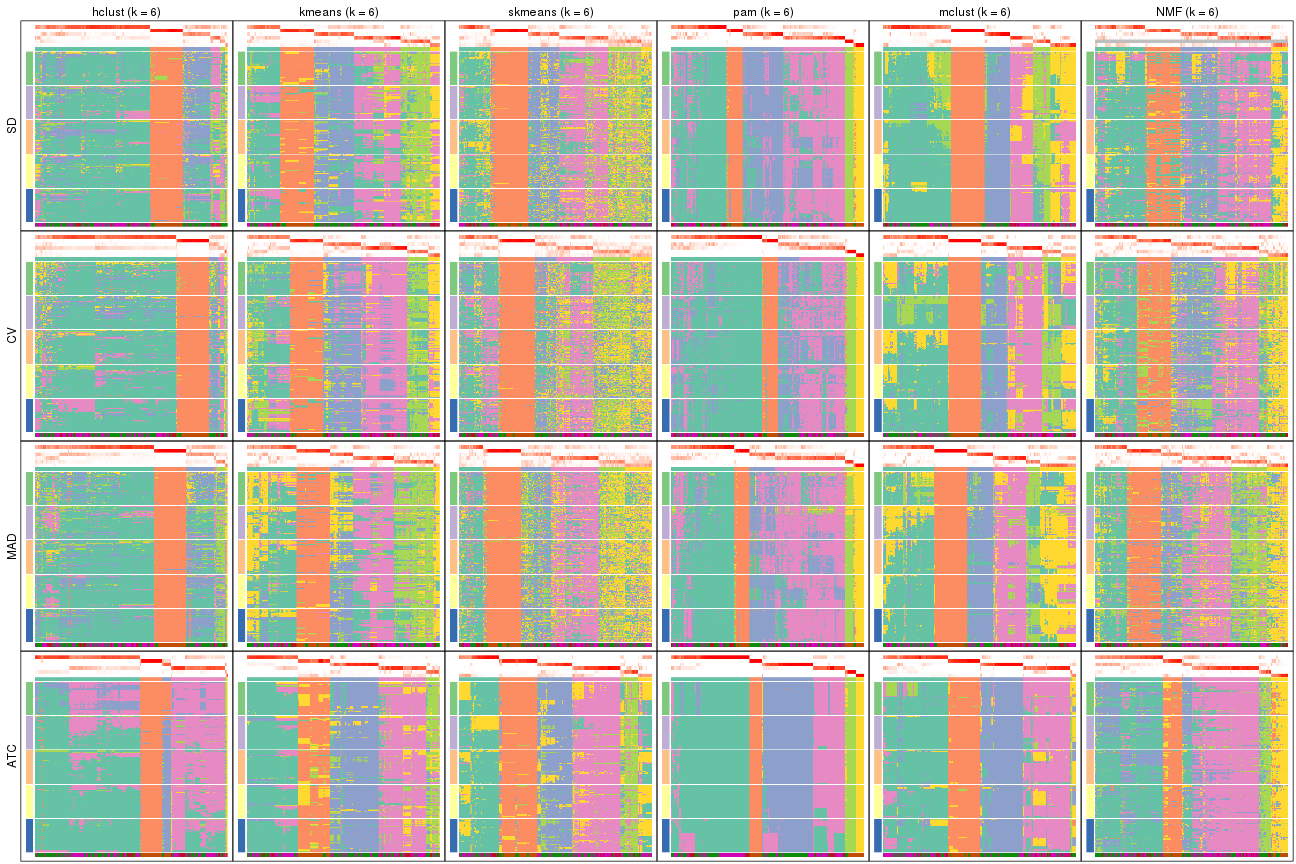 hclust (k = 6) kmeans (k = 6) skmeans (k = 6) pam (k = 6) mclust (k = 6) NMF (k = 6)
SD
CV
MAD
ATC